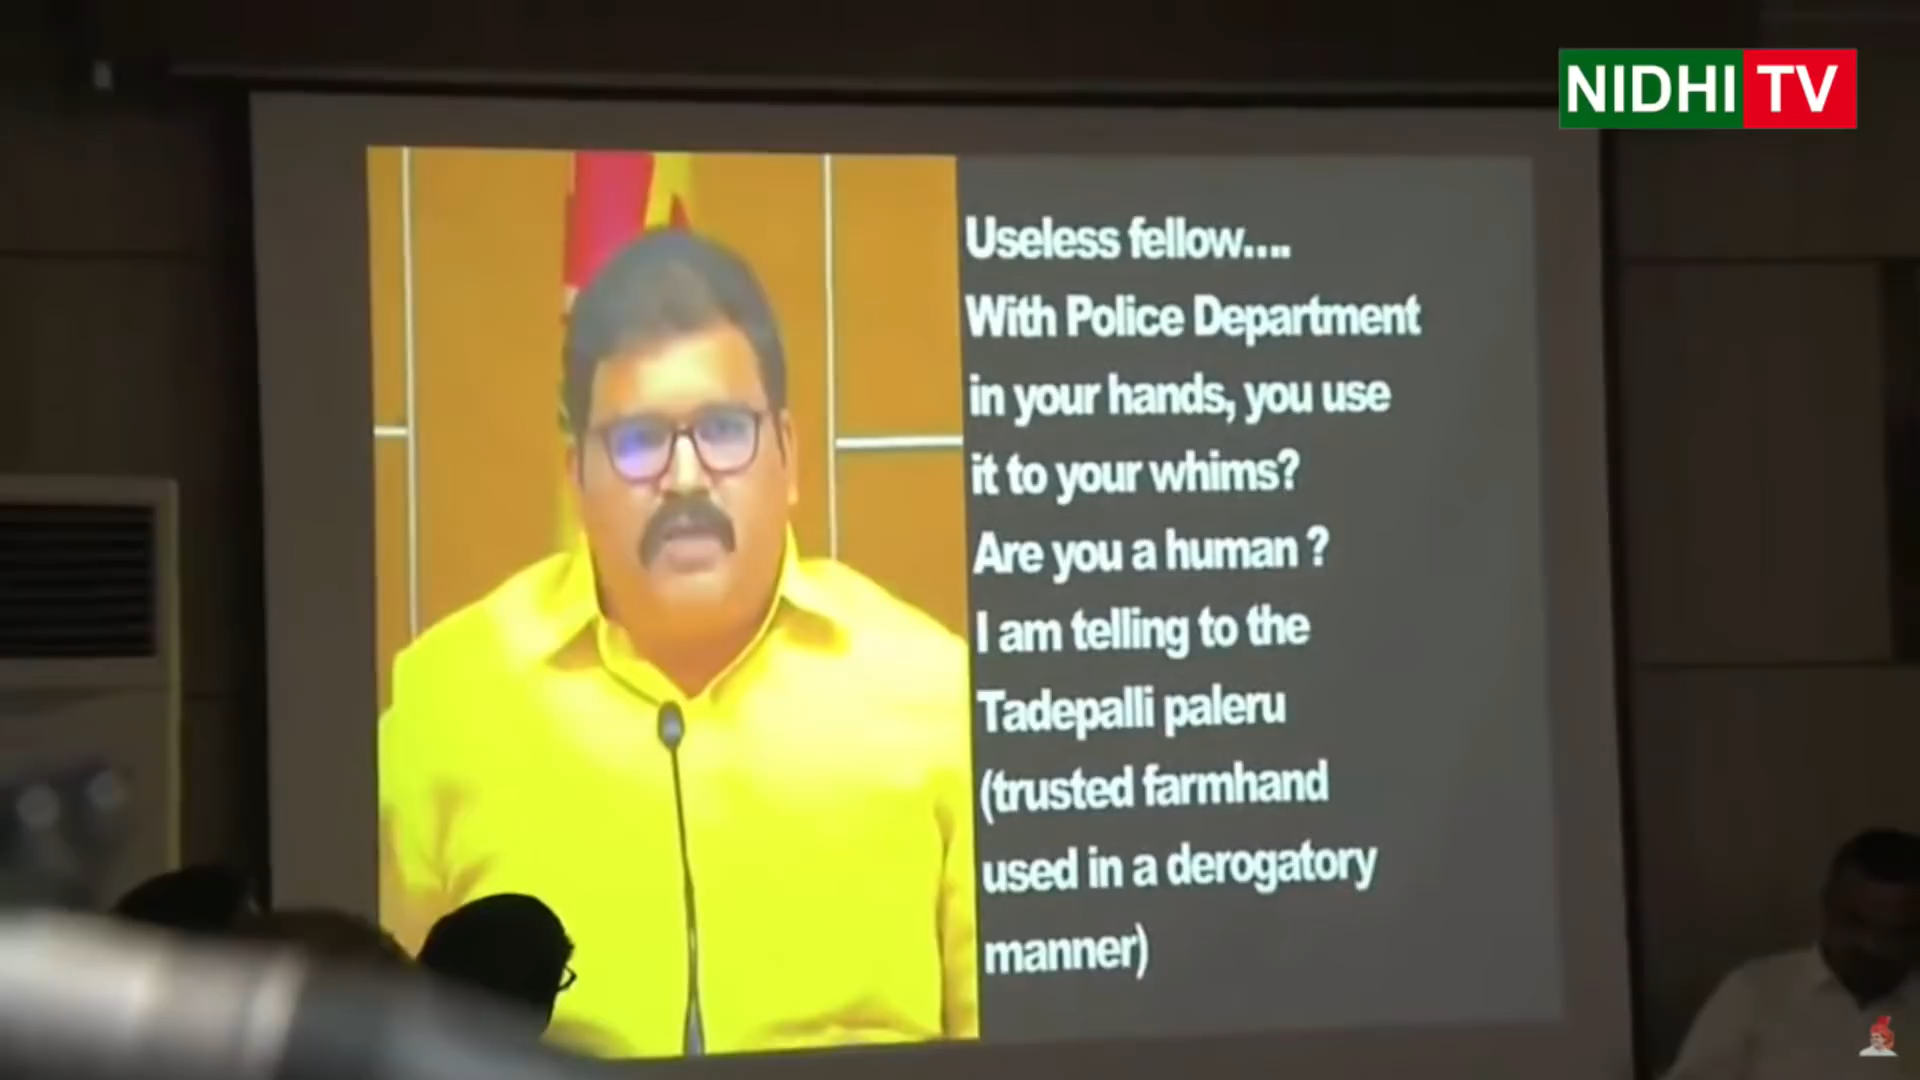 NIDHI TV
Useless fellow....
With Police Department
in your hands, you use
it to your whims?
Are you a human ?
I am telling to the
Tadepalli paleru
(trusted farmhand
used in a derogatory
manner)